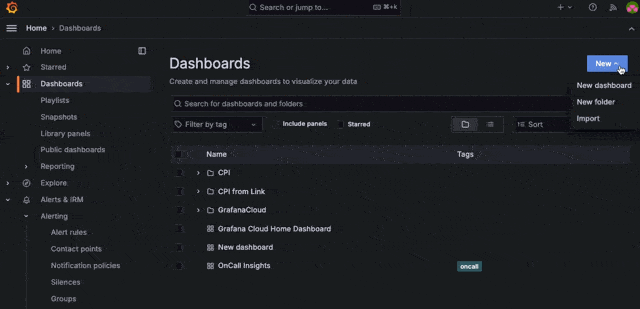 Search or jump to...
⌘+k
Home > Dashboards
Home
Starred
Dashboards
Playlists
Snapshots
Library panels
Public dashboards
Reporting
Explore
Alerts & IRM
Alerting
Alert rules
Contact points
Notification policies
Silences
Groups
Dashboards
Create and manage dashboards to visualize your data
New
New dashboard
New folder
Import
Search for dashboards and folders
Filter by tag
Include panels
Starred
Sort
Name Tags
CPI
CPI from Link
GrafanaCloud
Grafana Cloud Home Dashboard
New dashboard
OnCall Insights oncall